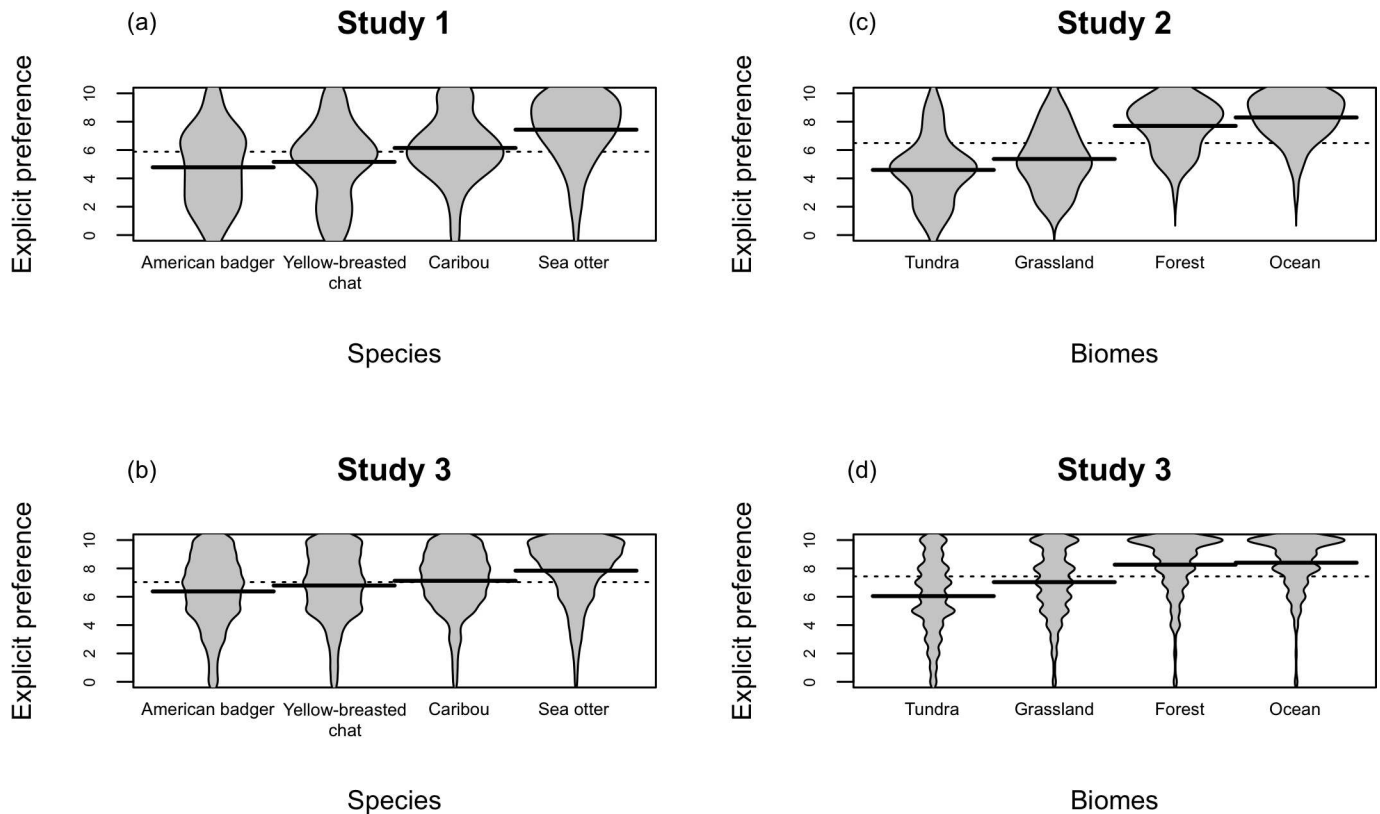 (a)
Study 1
Explicit preference
10
8
6
4
2
0
American badger
Yellow-breasted
chat
Caribou
Sea otter
Species
(c)
Study 2
Explicit preference
10
8
6
4
2
0
Tundra
Grassland
Forest
Ocean
Biomes
(b)
Study 3
Explicit preference
10
8
6
4
2
0
American badger
Yellow-breasted
chat
Caribou
Sea otter
Species
(d)
Study 3
Explicit preference
10
8
6
4
2
0
Tundra
Grassland
Forest
Ocean
Biomes